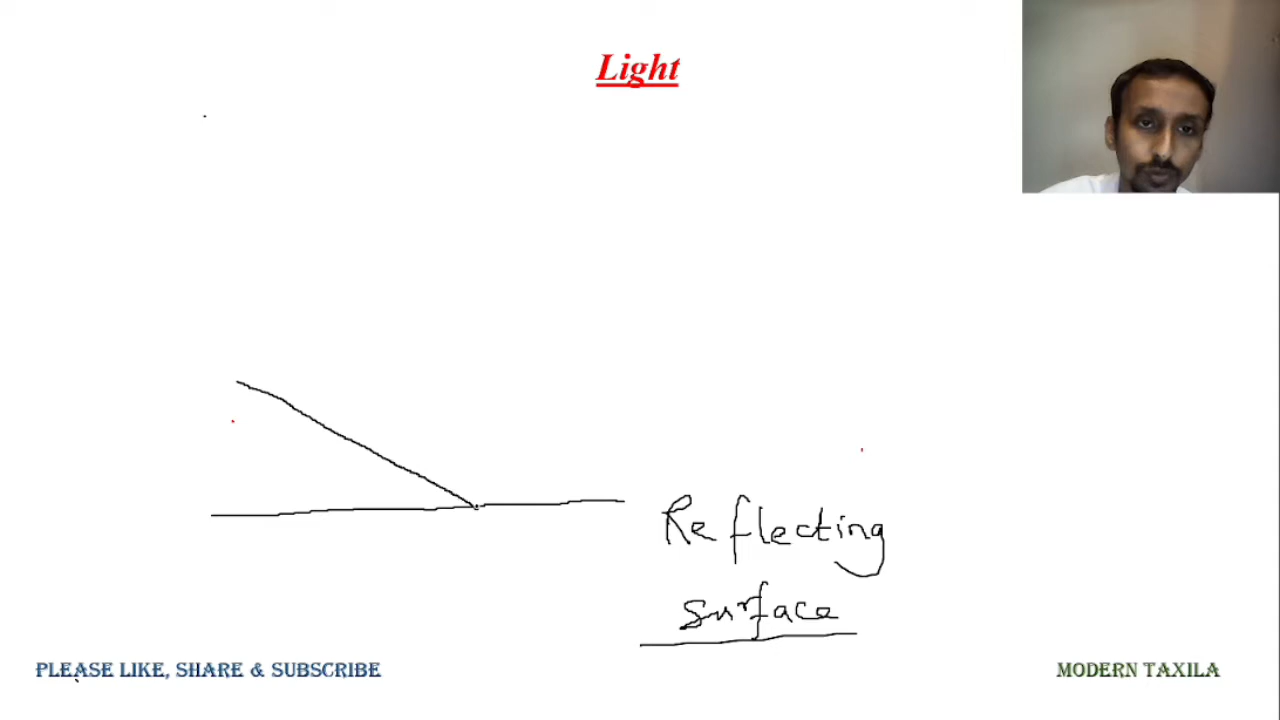 Light
Reflecting
surface
PLEASE LIKE, SHARE & SUBSCRIBE
MODERN TAXILA